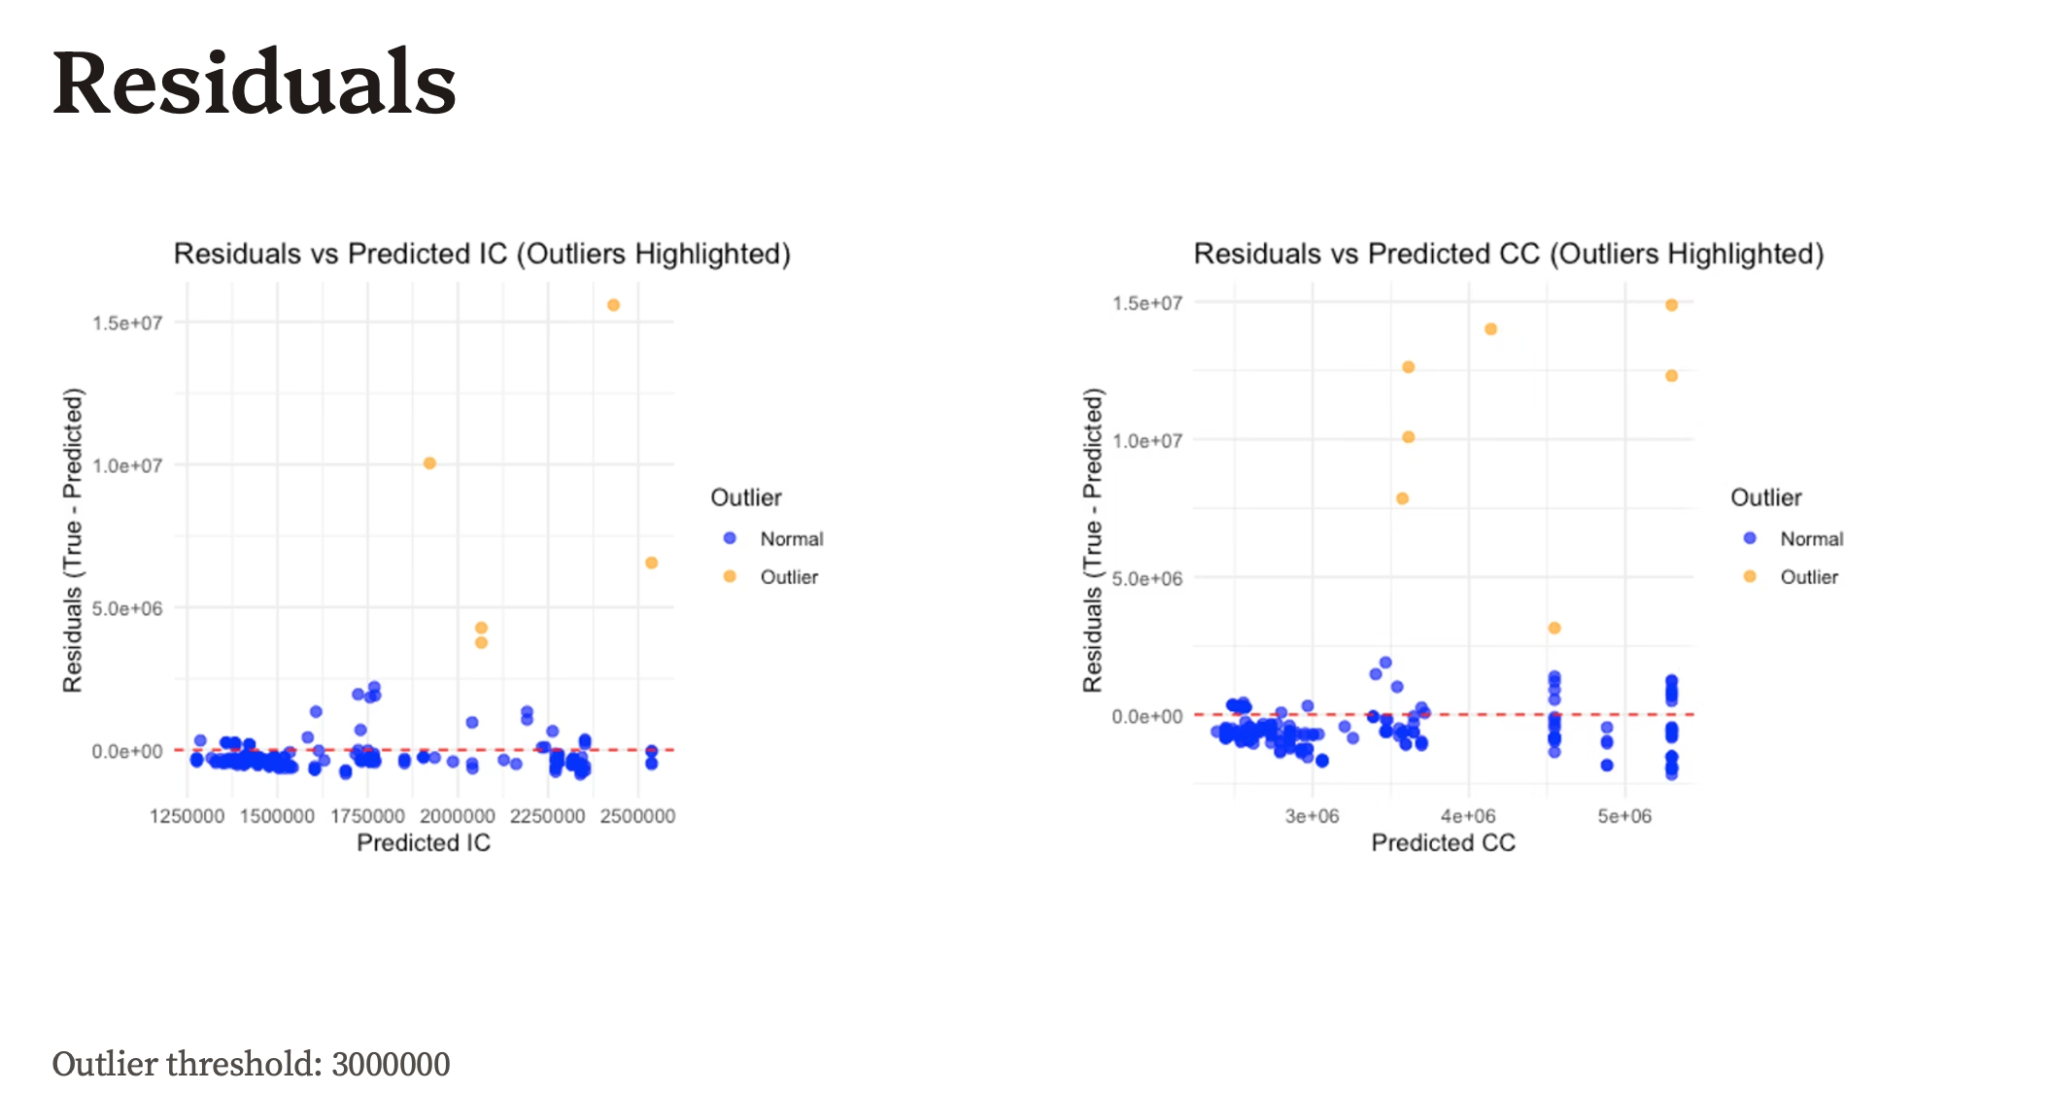 Residuals
Residuals vs Predicted IC (Outliers Highlighted)
Residuals (True - Predicted)
1.5e+07
1.0e+07
5.0e+06
0.0e+00
1250000 1500000 1750000 2000000 2250000 2500000
Predicted IC
Outlier
Normal
Outlier
Residuals vs Predicted CC (Outliers Highlighted)
Residuals (True - Predicted)
1.5e+07
1.0e+07
5.0e+06
0.0e+00
3e+06 4e+06 5e+06
Predicted CC
Outlier
Normal
Outlier
Outlier threshold: 3000000